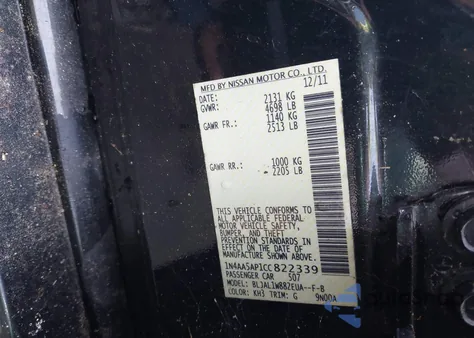 MFD BY NISSAN MOTOR CO., LTD.
DATE: 12/11
GVWR: 2131 KG
4698 LB
GAWR FR.: 1140 KG
2513 LB
GAWR RR.: 1000 KG
2205 LB
THIS VEHICLE CONFORMS TO
ALL APPLICABLE FEDERAL
MOTOR VEHICLE SAFETY,
BUMPER, AND THEFT
PREVENTION STANDARDS IN
EFFECT ON THE DATE OF
MANUFACTURE SHOWN ABOVE.
1N4AA5AP1CC822339
PASSENGER CAR 507
MODEL: BLJALIW882EUA--F-B
COLOR: KH3 TRIM: G 9N00A